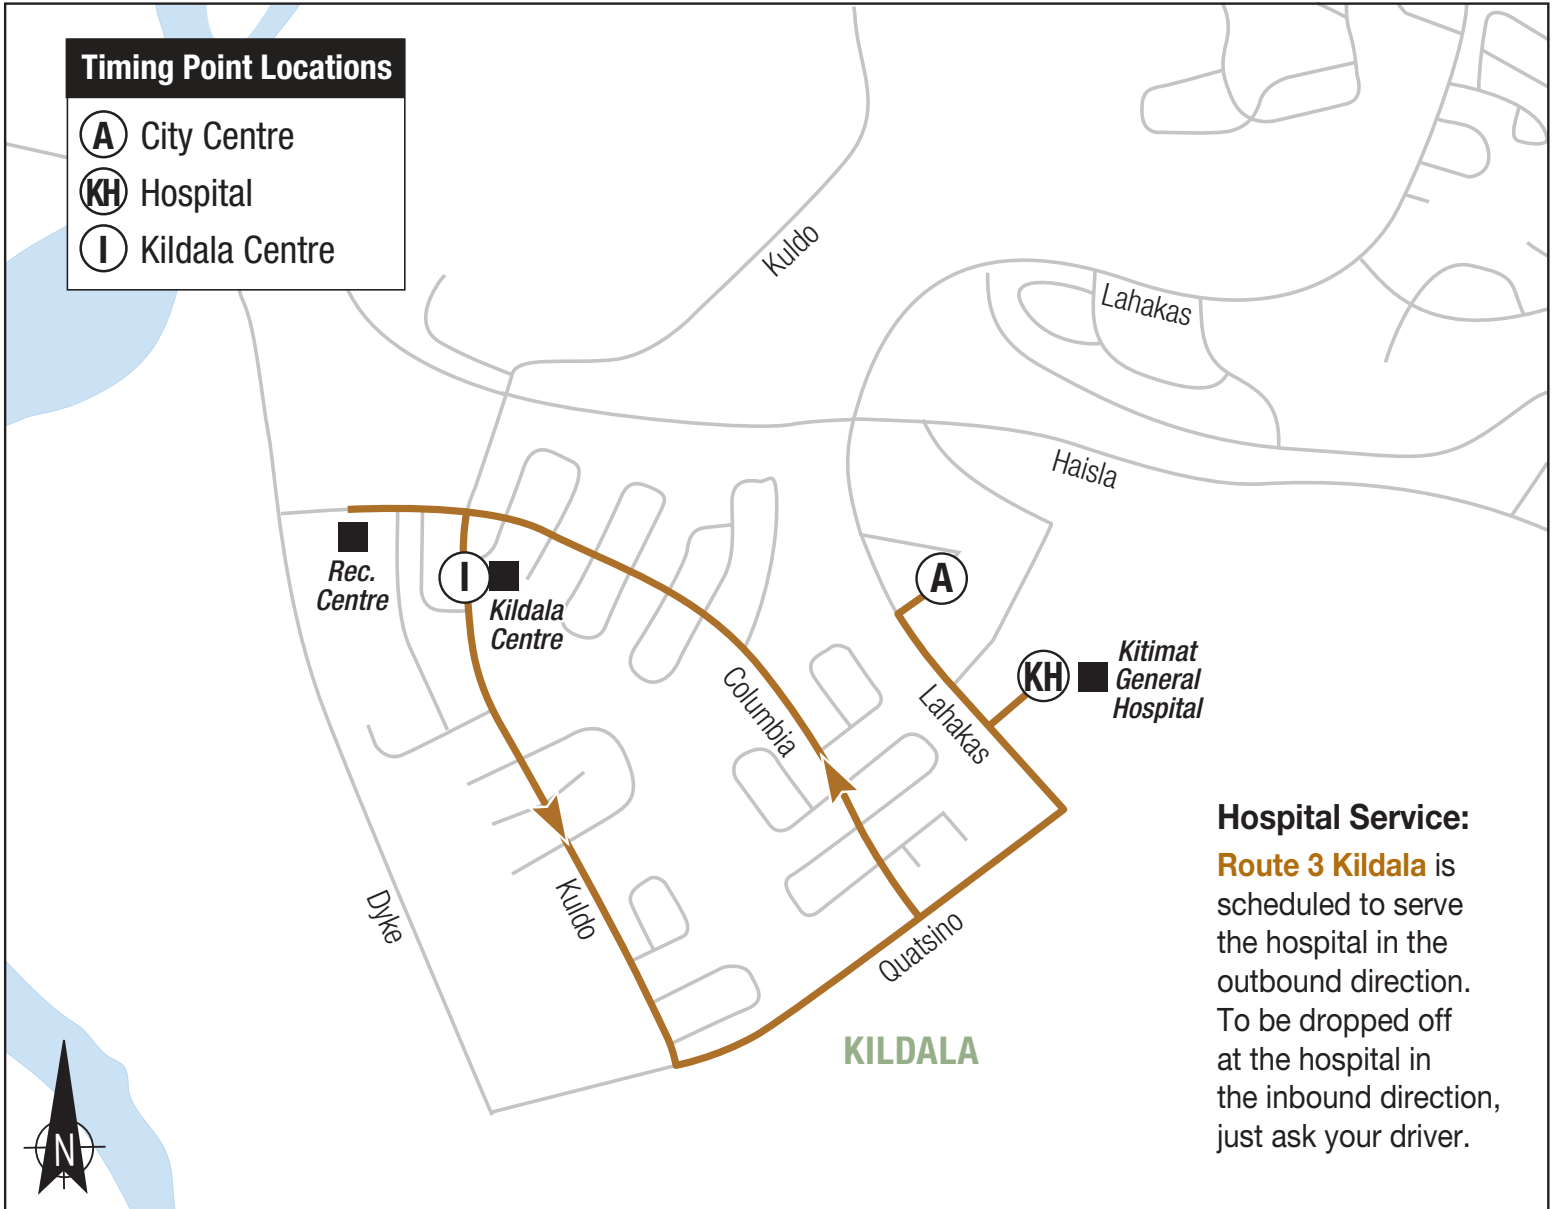 Timing Point Locations
A City Centre
KH Hospital
I Kildala Centre
Kuldo
Lahakas
Haisla
Rec.
Centre
I
Kildala
Centre
A
KH
Kitimat
General
Hospital
Columbia
Lahakas
Dyke
Kuldo
Quatsino
KILDALA
Hospital Service:
Route 3 Kildala is
scheduled to serve
the hospital in the
outbound direction.
To be dropped off
at the hospital in
the inbound direction,
just ask your driver.
N